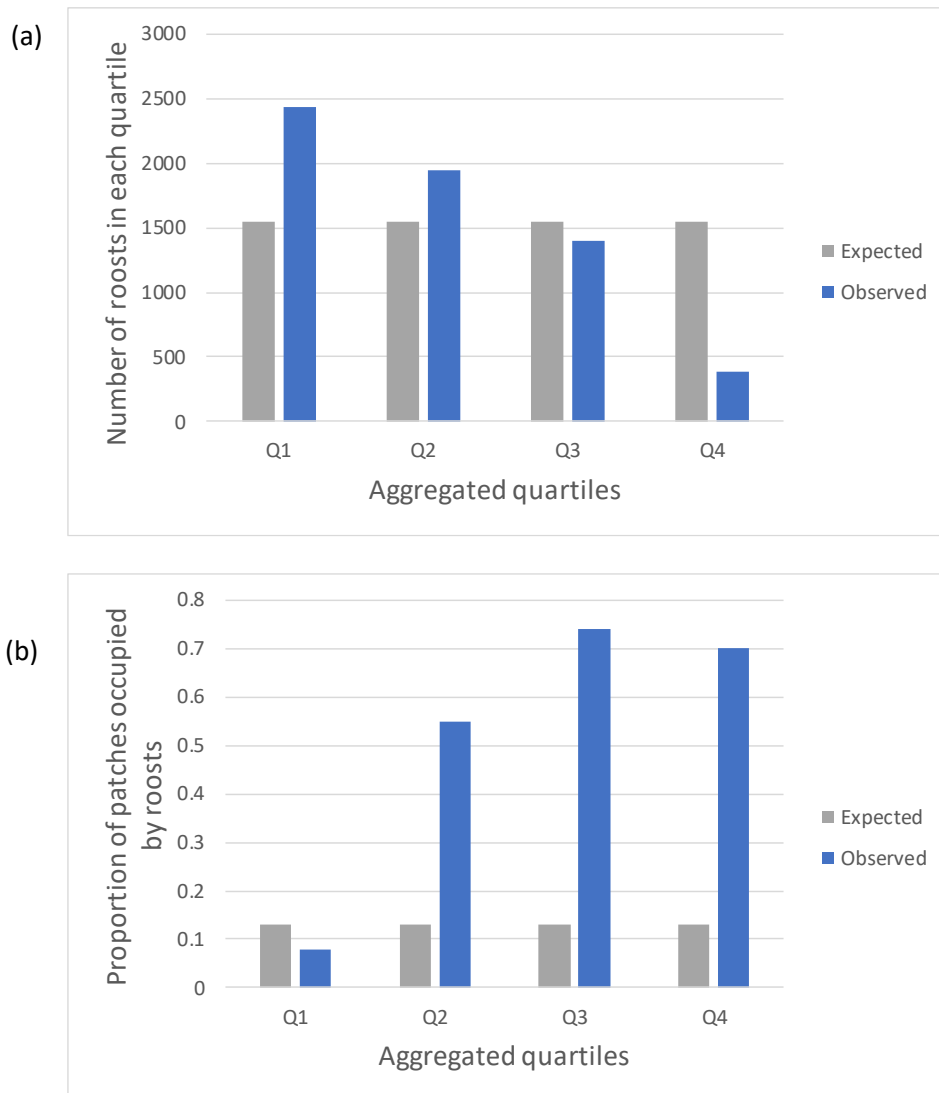 (a)
Number of roosts in each quartile
3000
2500
2000
1500
1000
500
0
Q1 Q2 Q3 Q4
Aggregated quartiles
Expected
Observed
(b)
Proportion of patches occupied
by roosts
0.8
0.7
0.6
0.5
0.4
0.3
0.2
0.1
0
Q1 Q2 Q3 Q4
Aggregated quartiles
Expected
Observed